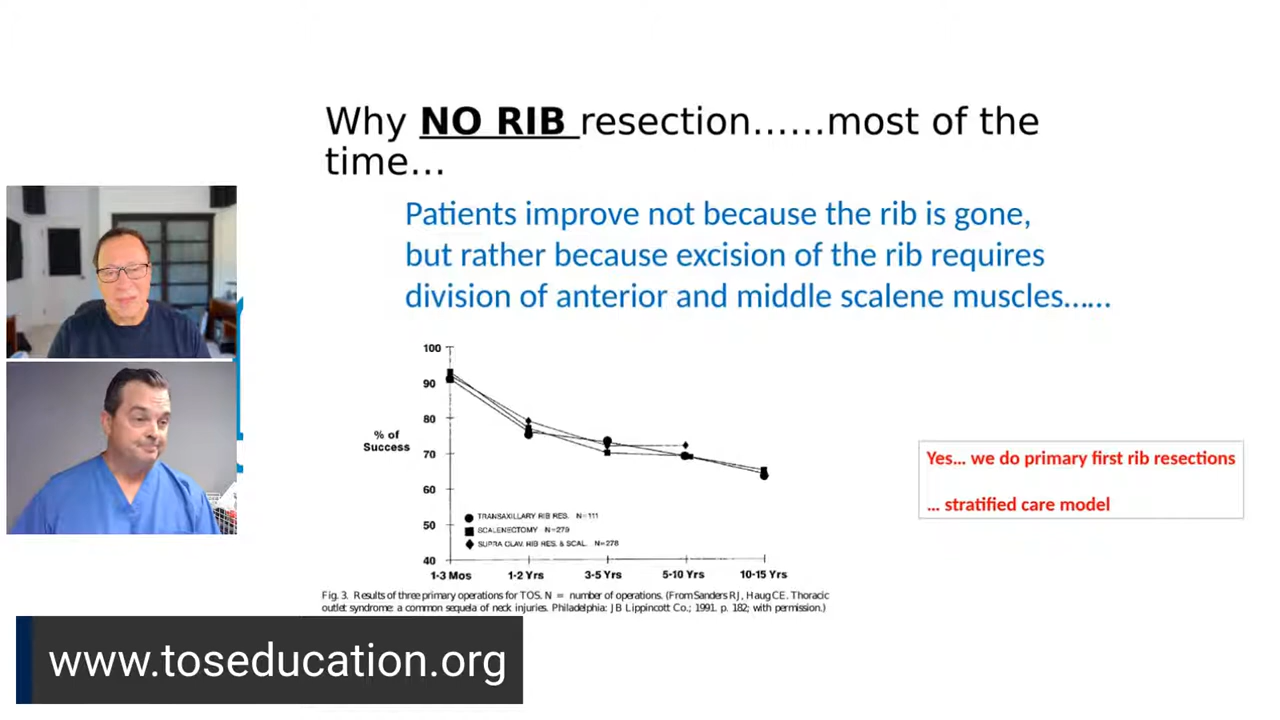 Why NO RIB resection......most of the
time...
Patients improve not because the rib is gone,
but rather because excision of the rib requires
division of anterior and middle scalene muscles......
100
90
80
70
60
50
40
% of
Success
TRANSAXILLARY RIB RES. N=111
SCALENECTOMY N=279
SUPRA CLAV. RIB RES. & SCAL. N=278
1-3 Mos
1-2 Yrs
3-5 Yrs
5-10 Yrs
10-15 Yrs
Fig. 3. Results of three primary operations for TOS. N = number of operations. (From Sanders RJ, Haug CE. Thoracic
outlet syndrome: a common sequela of neck injuries. Philadelphia: JB Lippincott Co.; 1991. p. 182; with permission.)
Yes... we do primary first rib resections
... stratified care model
www.toseducation.org